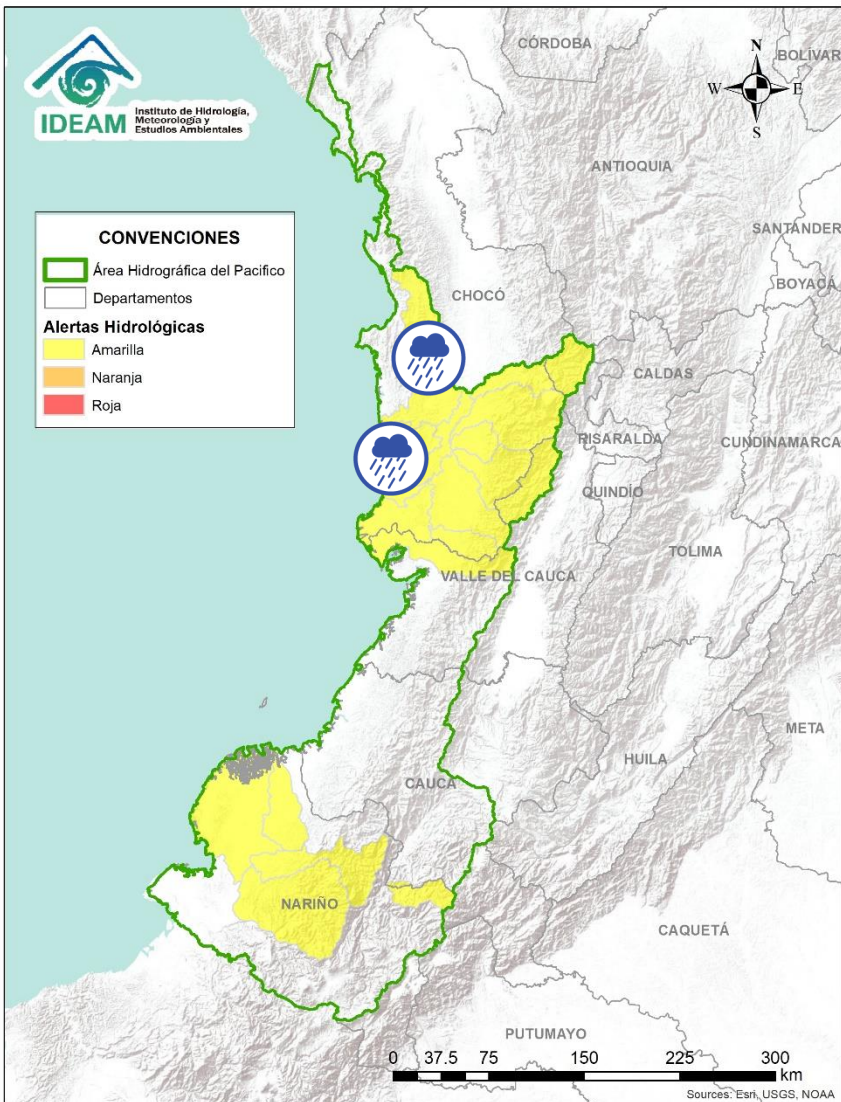 IDEAM
Instituto de Hidrología,
Meteorología y
Estudios Ambientales
N
W
E
S
CÓRDOBA
BOLÍVAR
ANTIOQUIA
SANTANDER
BOYACÁ
CONVENCIONES
Área Hidrográfica del Pacifico
Departamentos
Alertas Hidrológicas
Amarilla
Naranja
Roja
CHOCÓ
CALDAS
RISARALDA
CUNDINAMARCA
QUINDÍO
TOLIMA
VALLE DEL CAUCA
META
HUILA
CAUCA
NARIÑO
CAQUETÁ
PUTUMAYO
0 37.5 75 150 225 300
km
Sources: Esri, USGS, NOAA